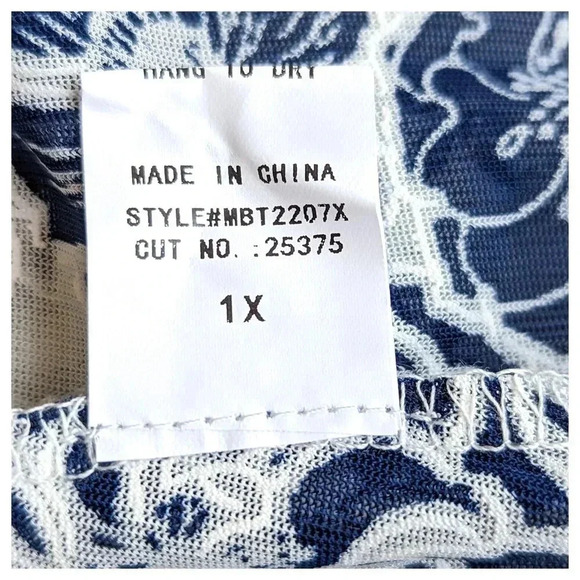 HANG TO DRY
MADE IN CHINA
STYLE#MBT2207X
CUT NO. :25375
1X